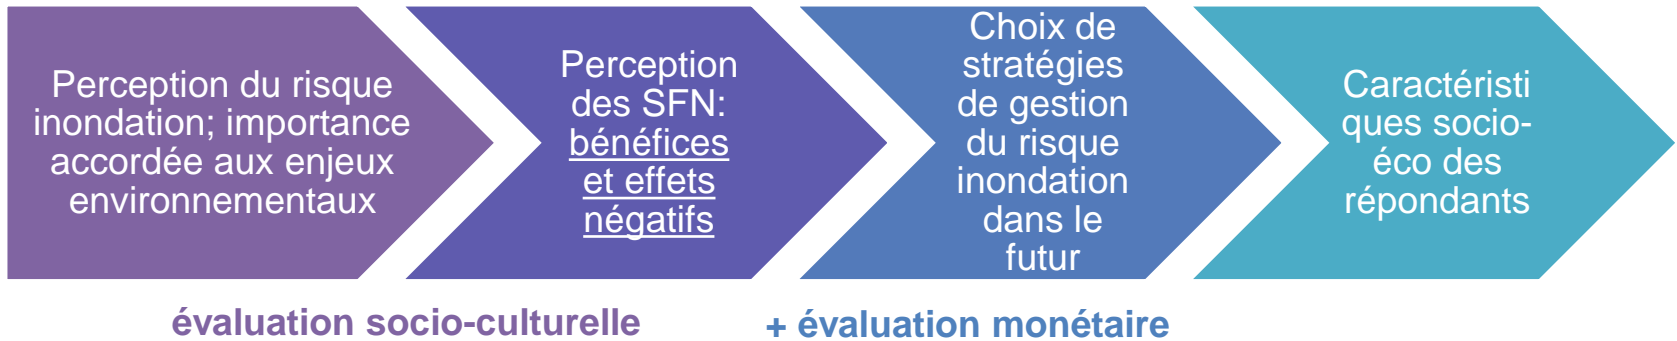 Perception du risque
inondation; importance
accordée aux enjeux
environnementaux
Perception
des SFN:
bénéfices
et effets
négatifs
Choix de
stratégies
de gestion
du risque
inondation
dans le
futur
Caractéristi
ques socio-
éco des
répondants
évaluation socio-culturelle
+ évaluation monétaire